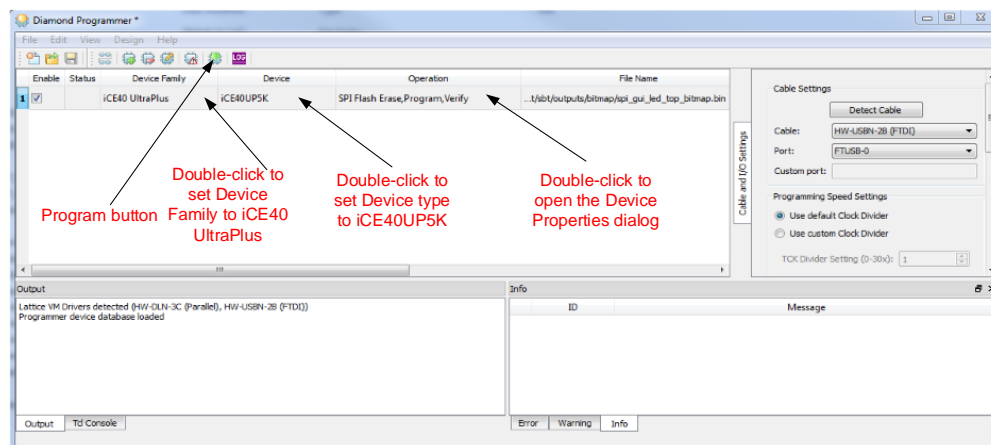 Diamond Programmer *
File Edit View Design Help
LOG
Enable Status Device Family Device Operation File Name
1 iCE40 UltraPlus iCE40UP5K SPI Flash Erase,Program,Verify ...t/sbt/outputs/bitmap/spi_gui_led_top_bitmap.bin
Program button
Double-click to
set Device
Family to iCE40
UltraPlus
Double-click to
set Device type
to iCE40UP5K
Double-click to
open the Device
Properties dialog
Cable and I/O Settings
Cable Settings
Detect Cable
Cable: HW-USBN-2B (FTDI)
Port: FTUSB-0
Custom port:
Programming Speed Settings
Use default Clock Divider
Use custom Clock Divider
TCK Divider Setting (0-30x): 1
Output
Lattice VM Drivers detected (HW-DLN-3C (Parallel), HW-USBN-2B (FTDI))
Programmer device database loaded
Output Tcl Console
Info
ID Message
Error Warning Info